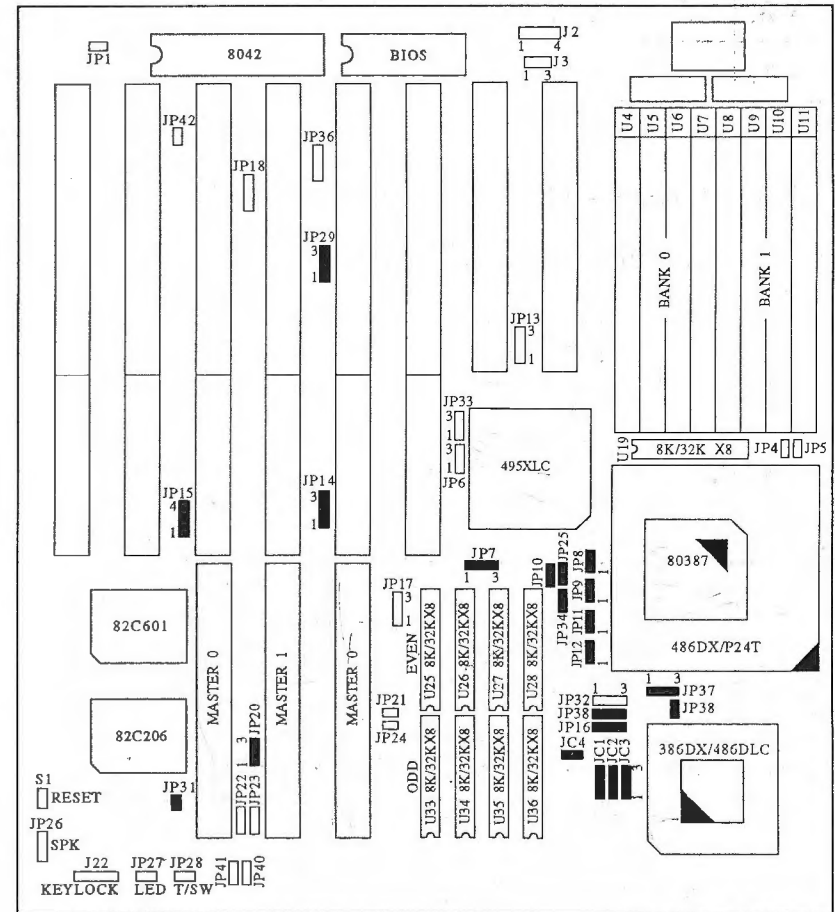 J2
1 4
JP1
8042
BIOS
J3
1 3
U4
U5
U6
U7
U8
U9
U10
U11
JP42
JP36
JP18
JP29
3
1
BANK 0
BANK 1
JP13
3
1
JP33
3
1
3
1
JP6
495XLC
U19
8K/32K X8
JP4
JP5
JP15
4
1
JP14
3
1
JP7
1 3
JP10
JP25
JP34
JP8
1
JP9
1
JP11
1
JP12
1
80387
486DX/P24T
82C601
MASTER 0
MASTER 1
MASTER 0
JP17
3
1
EVEN
U25 8K/32KX8
U26 8K/32KX8
U27 8K/32KX8
U28 8K/32KX8
1 3
JP37
JP38
1 3
JP32
JP38
JP16
JP21
JP24
82C206
JP20
3
1
JP22
JP23
ODD
U33 8K/32KX8
U34 8K/32KX8
U35 8K/32KX8
U36 8K/32KX8
JC4
JC1
JC2
JC3
3
1
386DX/486DLC
S1
RESET
JP31
JP26
SPK
J22
JP27
JP28
JP41
JP40
KEYLOCK LED T/SW